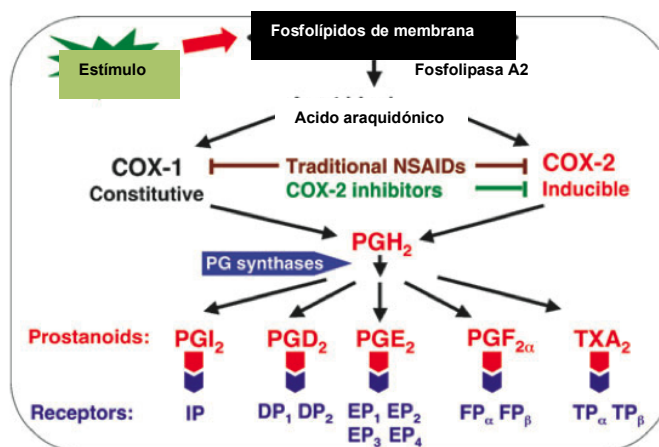 Fosfolípidos de membrana
Estímulo
Fosfolipasa A2
Acido araquidónico
COX-1 Traditional NSAIDs COX-2
Constitutive COX-2 inhibitors Inducible
PGH2
PG synthases
Prostanoids: PGI2 PGD2 PGE2 PGF2α TXA2
Receptors: IP DP1 DP2 EP1 EP2 FPα FPβ TPα TPβ
EP3 EP4